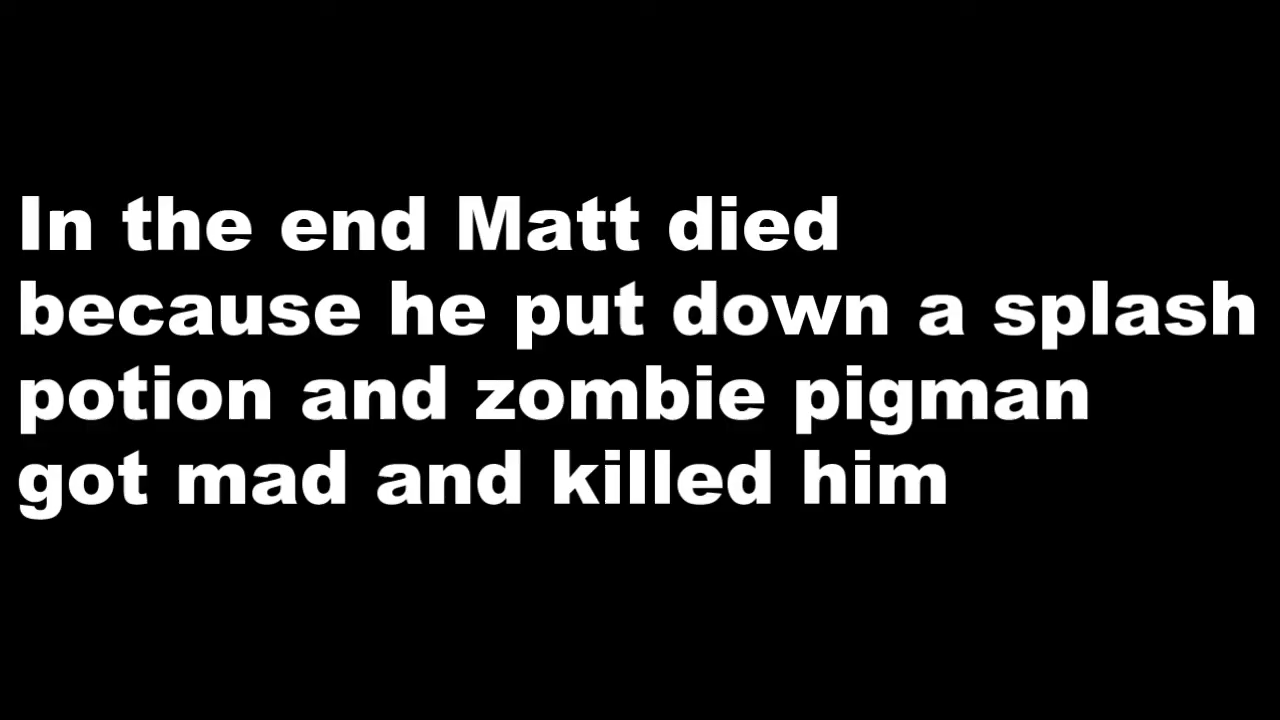 In the end Matt died
because he put down a splash
potion and zombie pigman
got mad and killed him